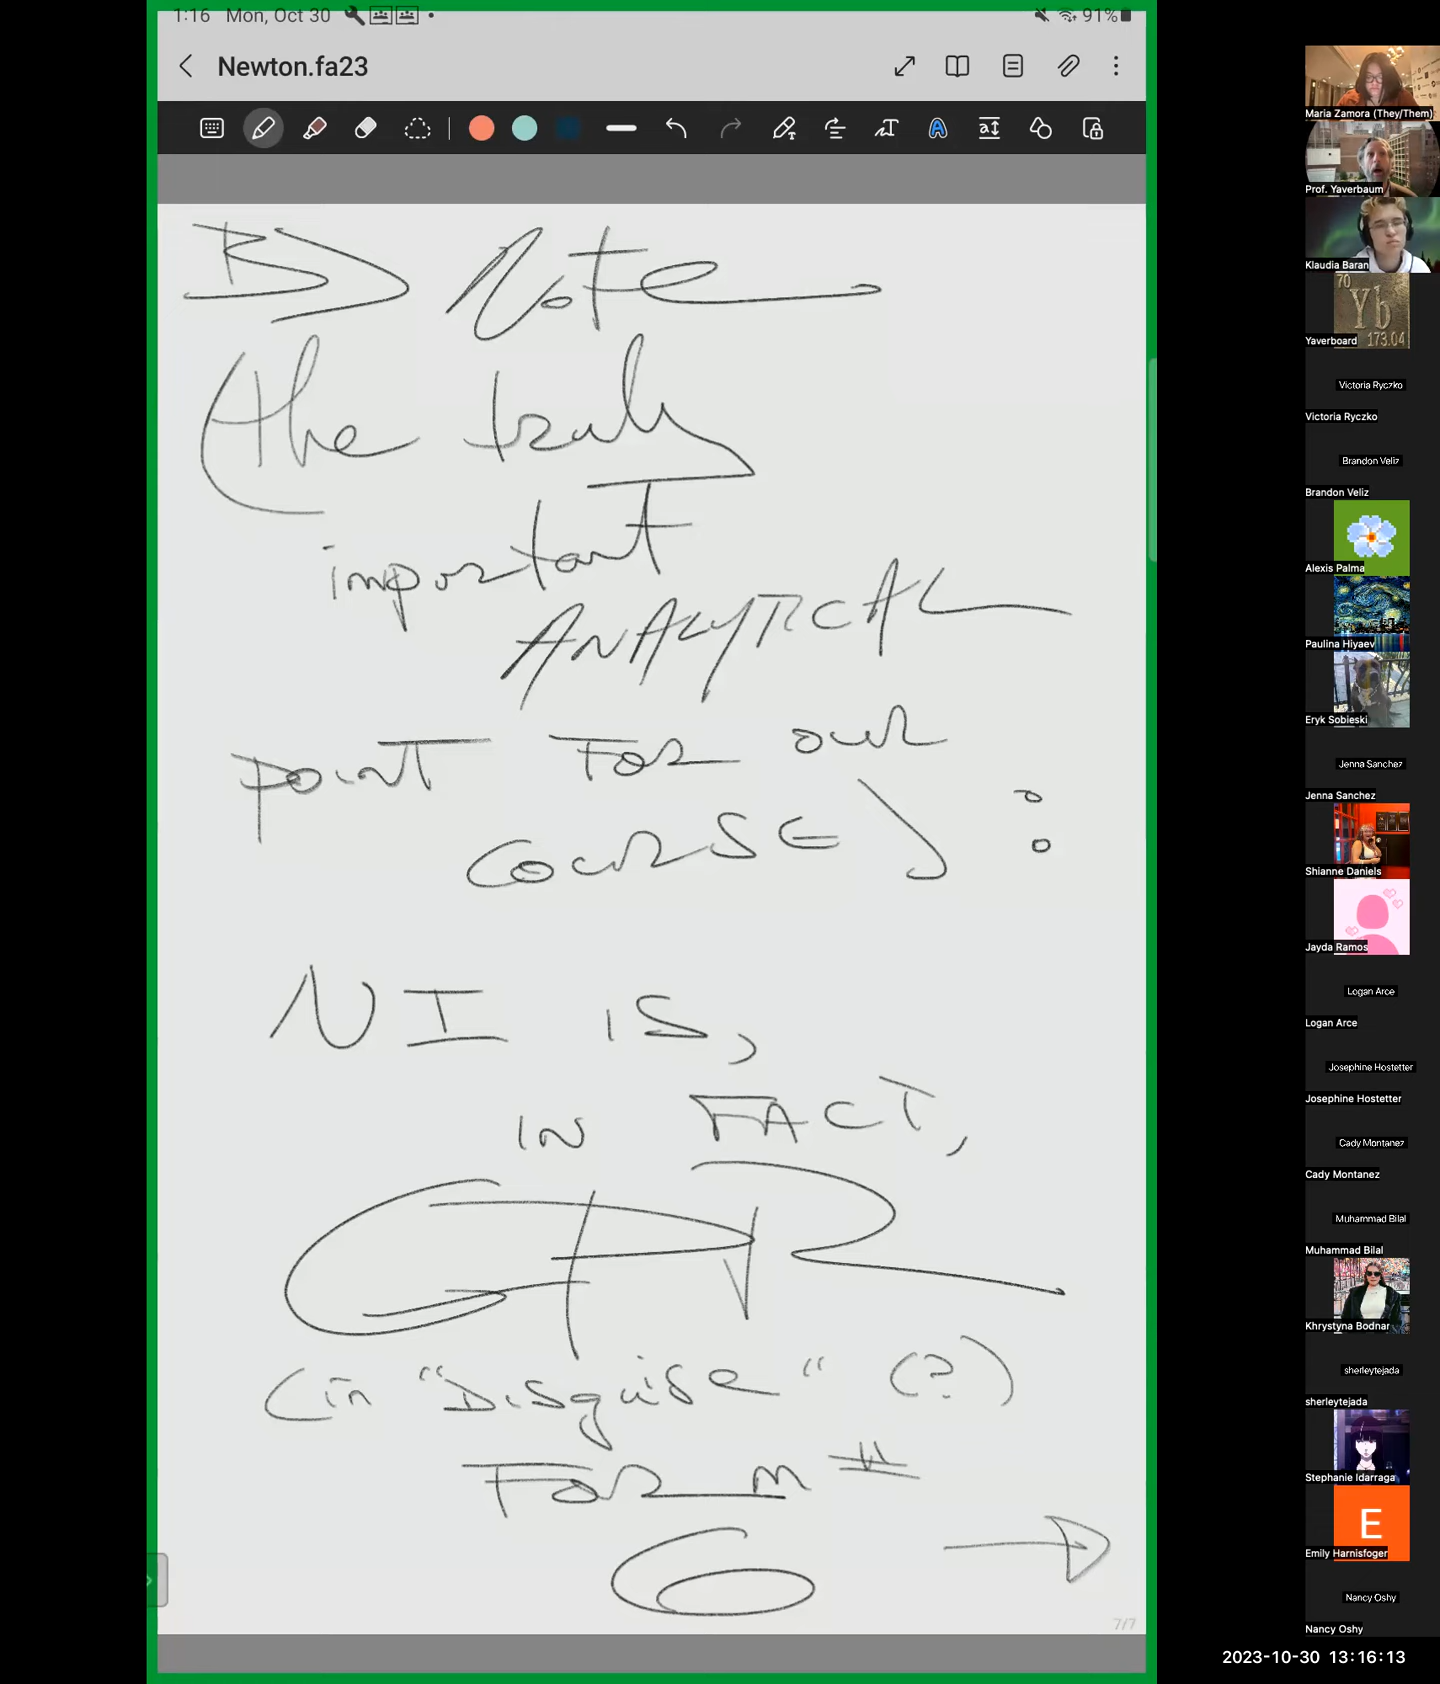 1:16 Mon, Oct 30
91%
Newton.fa23
B) Note
(the truly
important
ANALYTICAL
POINT FOR our
COURSE) :
NI IS,
IN FACT,
(in "Disguise" (?)
FORM #
6 →
7/7
Maria Zamora (They/Them)
Prof. Yaverbaum
Klaudia Baran
70
Yb
173.04
Yaverboard
Victoria Ryczko
Victoria Ryczko
Brandon Veliz
Brandon Veliz
Alexis Palma
Paulina Hiyaev
Eryk Sobieski
Jenna Sanchez
Jenna Sanchez
Shianne Daniels
Jayda Ramos
Logan Arce
Logan Arce
Josephine Hostetter
Josephine Hostetter
Cady Montanez
Cady Montanez
Muhammad Bilal
Muhammad Bilal
Khrystyna Bodnar
sherleytejada
sherleytejada
Stephanie Idarraga
E
Emily Harnisfoger
Nancy Oshy
Nancy Oshy
2023-10-30 13:16:13